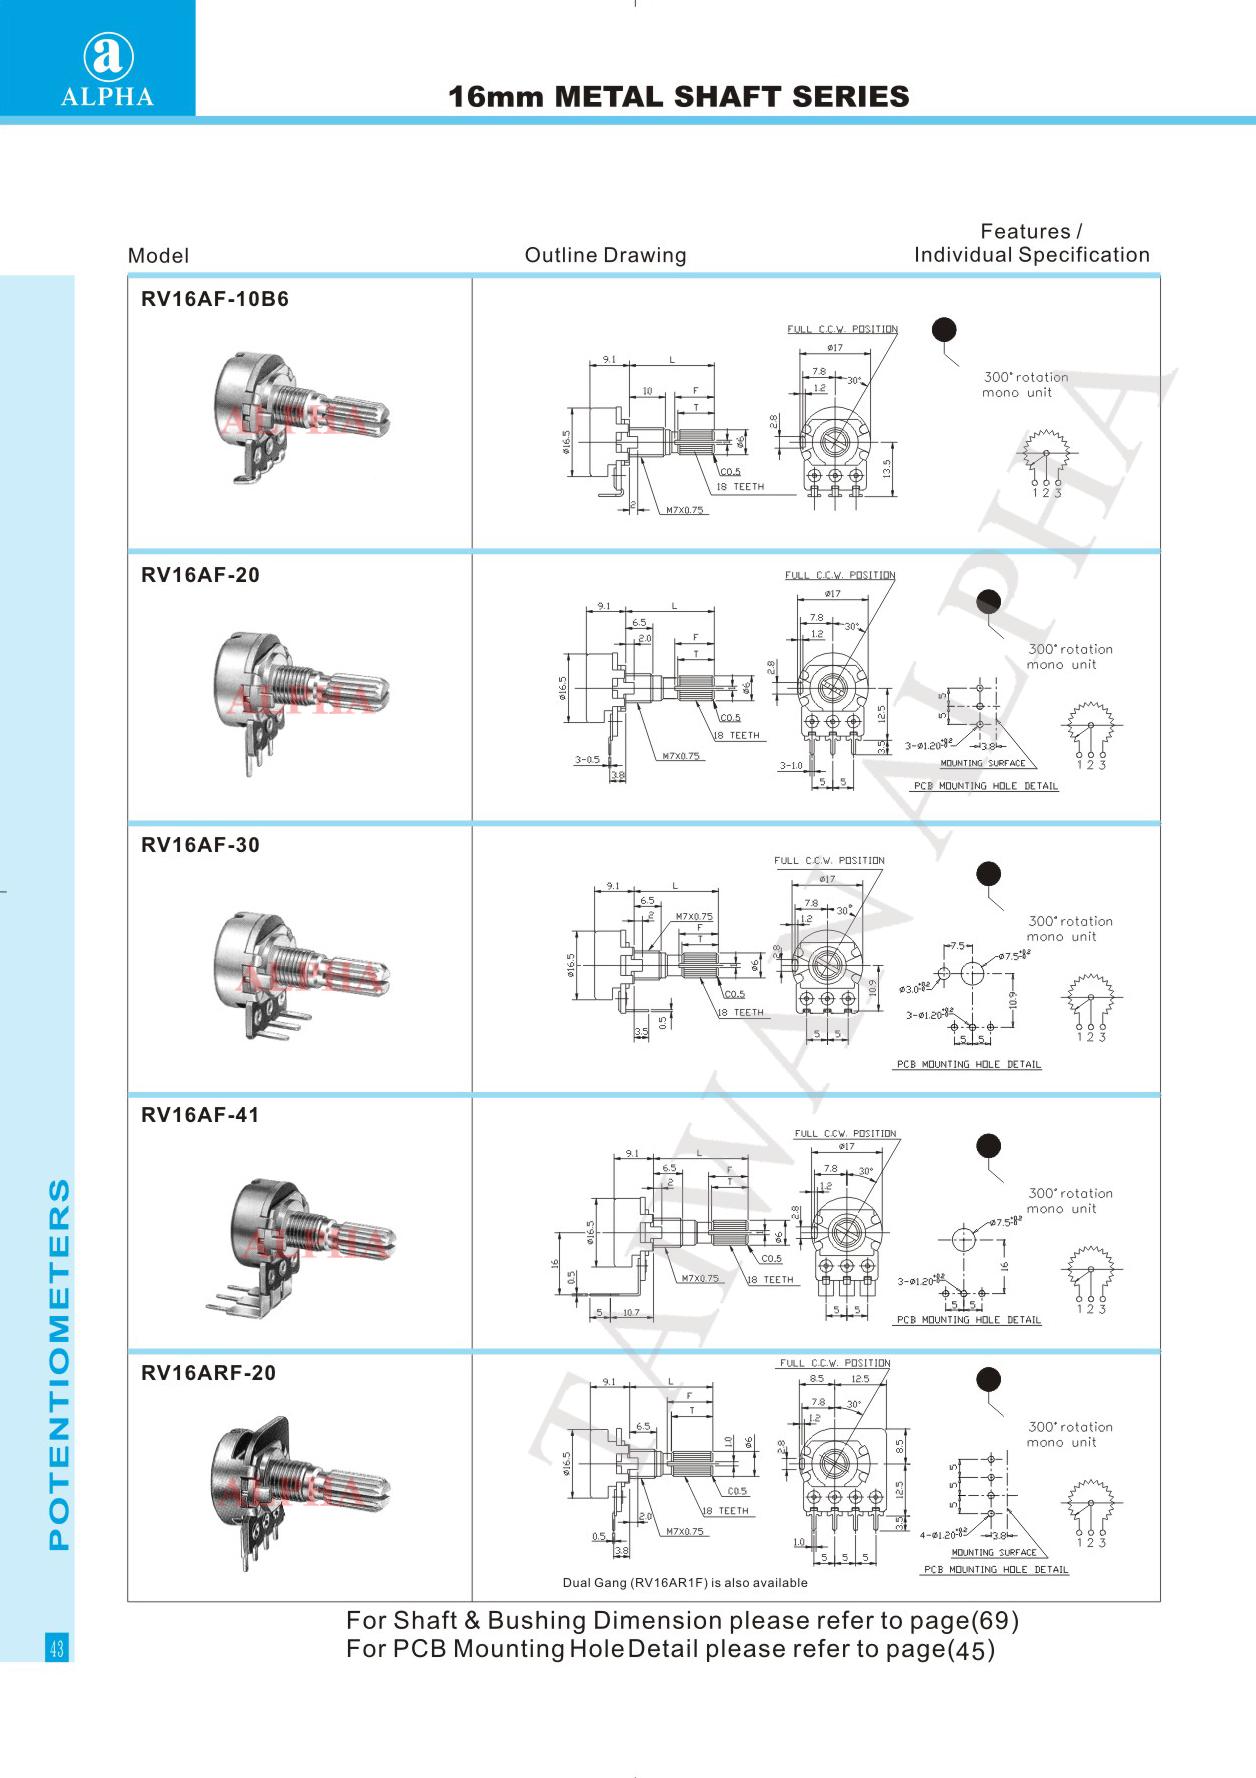 a
ALPHA
16mm METAL SHAFT SERIES
Model
Outline Drawing
Features /
Individual Specification
RV16AF-10B6
ALPHA
9.1
L
10
F
T
ø16.5
ø6
C0.5
18 TEETH
2
M7X0.75
FULL C.C.W. POSITION
ø17
7.8
30°
1.2
2.8
13.5
300° rotation
mono unit
1 2 3
RV16AF-20
ALPHA
9.1
L
6.5
2.0
F
T
ø16.5
ø6
C0.5
18 TEETH
M7X0.75
3-0.5
3.8
FULL C.C.W. POSITION
ø17
7.8
30°
1.2
2.8
12.5
3.5
3-1.0
5
5
300° rotation
mono unit
5
5
3-ø1.20+0.2-0
3.8
MOUNTING SURFACE
PCB MOUNTING HOLE DETAIL
1 2 3
RV16AF-30
ALPHA
9.1
L
6.5
2
M7X0.75
F
T
ø16.5
ø6
C0.5
18 TEETH
3.5
0.5
FULL C.C.W. POSITION
ø17
7.8
30°
1.2
2.8
10.9
5
5
300° rotation
mono unit
7.5
ø7.5+0.2-0
ø3.0+0.2-0
3-ø1.20+0.2-0
10.9
5
5
PCB MOUNTING HOLE DETAIL
1 2 3
RV16AF-41
ALPHA
9.1
L
6.5
2
F
T
ø16.5
ø6
16
0.5
C0.5
M7X0.75
18 TEETH
5
10.7
FULL C.CW. POSITION
ø17
7.8
30°
1.2
2.8
5
5
300° rotation
mono unit
ø7.5+0.2-0
3-ø1.20+0.2-0
16
5
5
PCB MOUNTING HOLE DETAIL
1 2 3
RV16ARF-20
ALPHA
9.1
L
F
T
6.5
1.0
ø16.5
ø6
C0.5
18 TEETH
2.0
M7X0.75
0.5
3.8
FULL C.C.W. POSITION
8.5
12.5
7.8
30°
1.2
2.8
8.5
12.5
3.5
1.0
5
5
5
300° rotation
mono unit
5
5
5
4-ø1.20+0.2-0
3.8
MOUNTING SURFACE
PCB MOUNTING HOLE DETAIL
1 2 3
Dual Gang (RV16AR1F) is also available
TAIWAN ALPHA
For Shaft & Bushing Dimension please refer to page(69)
For PCB Mounting Hole Detail please refer to page(45)
POTENTIOMETERS
43